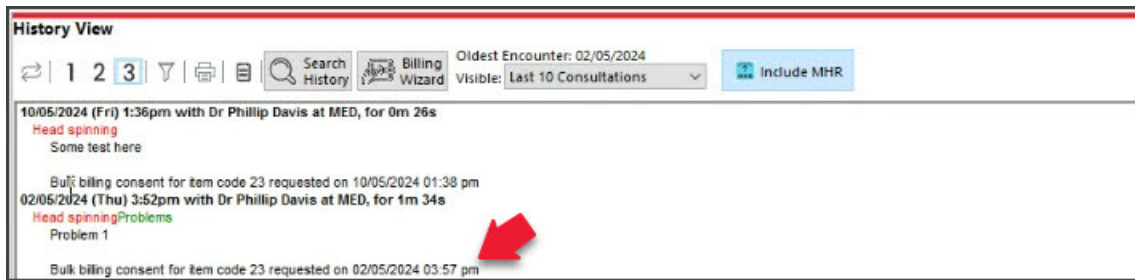 History View
1 2 3 Search History Billing Wizard Oldest Encounter: 02/05/2024
Visible: Last 10 Consultations Include MHR
10/05/2024 (Fri) 1:36pm with Dr Phillip Davis at MED, for 0m 26s
Head spinning
Some test here
Bulk billing consent for item code 23 requested on 10/05/2024 01:38 pm
02/05/2024 (Thu) 3:52pm with Dr Phillip Davis at MED, for 1m 34s
Head spinningProblems
Problem 1
Bulk billing consent for item code 23 requested on 02/05/2024 03:57 pm